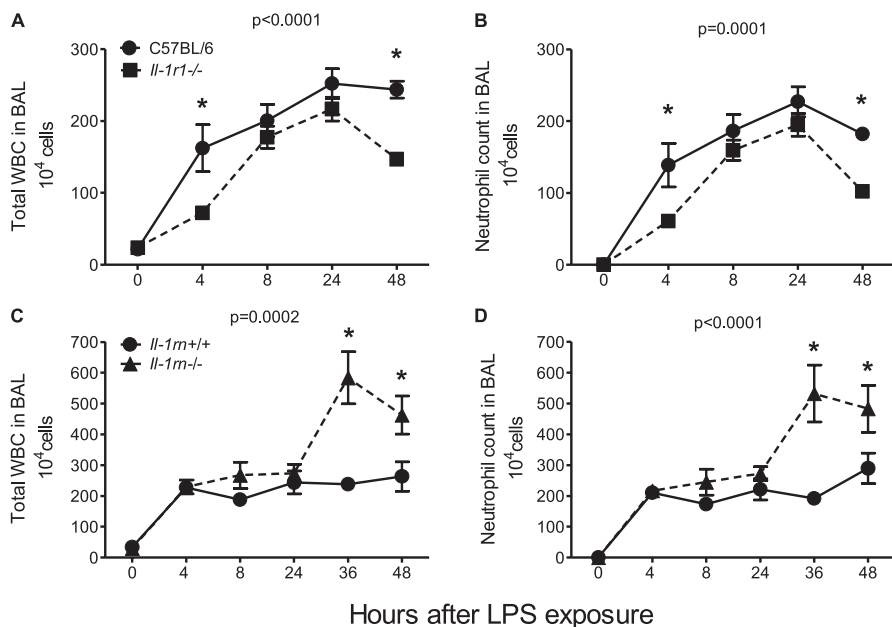 A
p<0.0001
C57BL/6
Il-1r1-/-
*
*
Total WBC in BAL
10⁴cells
300
200
100
0
0 4 8 24 48
B
p=0.0001
*
*
Neutrophil count in BAL
10⁴cells
300
200
100
0
0 4 8 24 48
C
p=0.0002
Il-1rn+/+
Il-1rn-/-
*
*
Total WBC in BAL
10⁴cells
700
600
500
400
300
200
100
0
0 4 8 24 36 48
D
p<0.0001
*
*
Neutrophil count in BAL
10⁴cells
700
600
500
400
300
200
100
0
0 4 8 24 36 48
Hours after LPS exposure